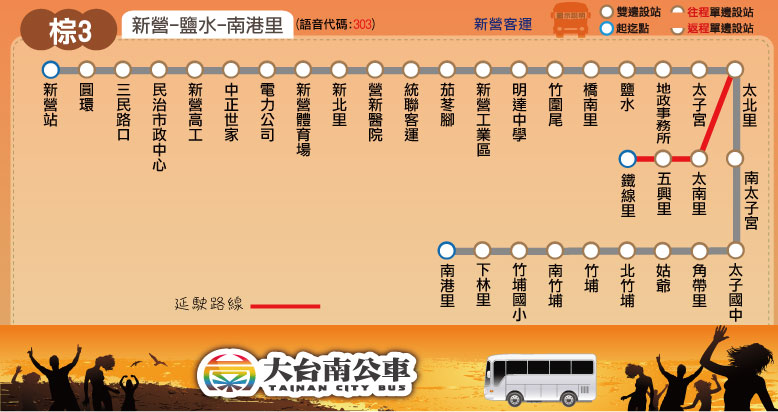 棕3
新營-鹽水-南港里
(語音代碼:303)
新營客運
雙邊設站
往程單邊設站
起迄點
返程單邊設站
新營站
圓環
三民路口
民治市政中心
新營高工
中正世家
電力公司
新營體育場
新北里
營新醫院
統聯客運
茄苳腳
新營工業區
明達中學
竹圍尾
橋南里
鹽水
地政事務所
太子宮
太北里
鐵線里
五興里
太南里
南太子宮
南港里
下林里
竹埔國小
南竹埔
竹埔
北竹埔
姑爺
角帶里
太子國中
延駛路線
大台南公車
TAINAN CITY BUS